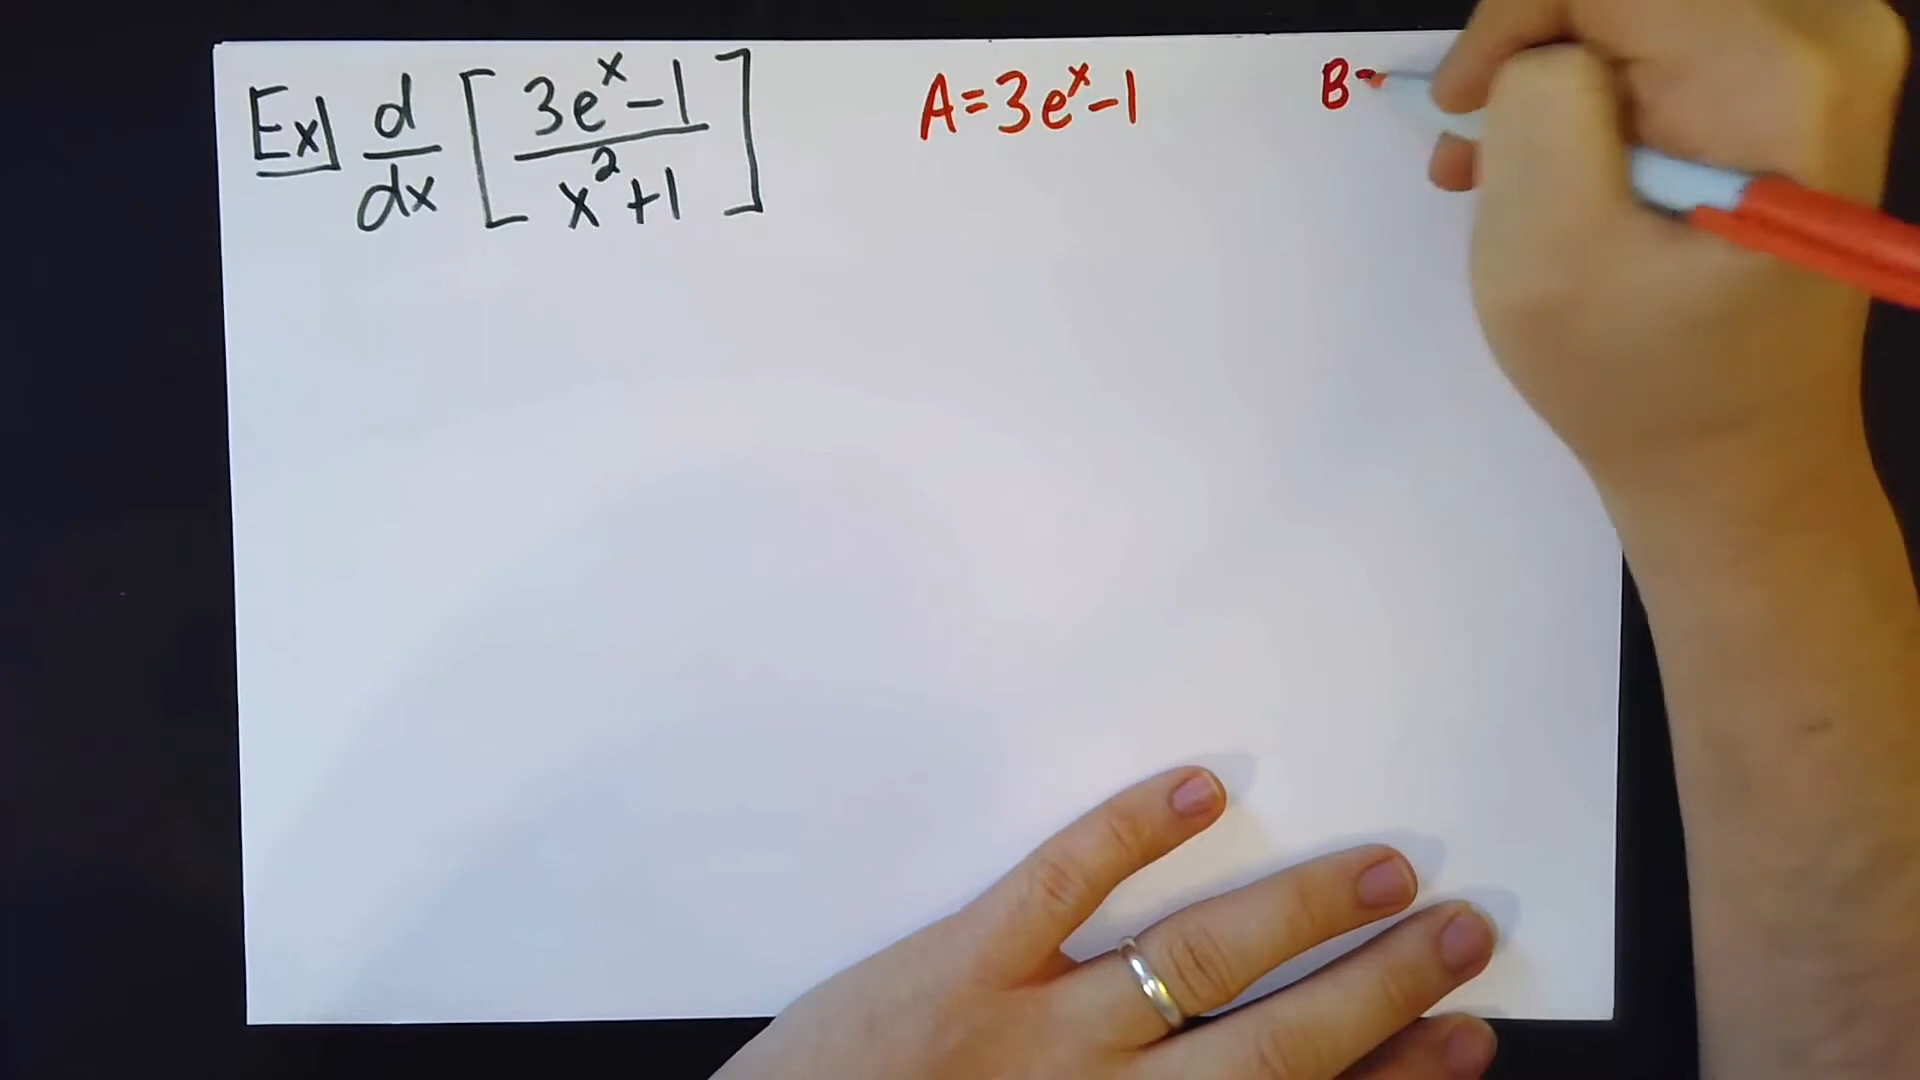 Ex] d/dx [ (3e^x - 1)/(x^2 + 1) ]
A = 3e^x - 1
B =